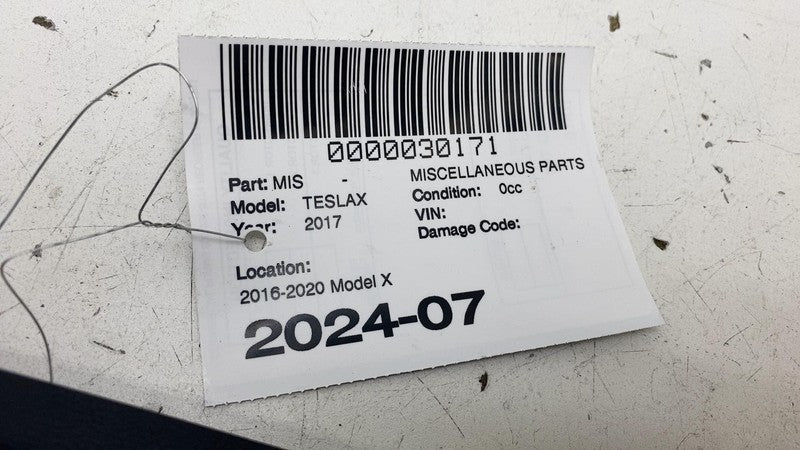 0000030171
Part: MIS - MISCELLANEOUS PARTS
Model: TESLAX Condition: 0cc
Year: 2017 VIN:
Damage Code:
Location:
2016-2020 Model X
2024-07